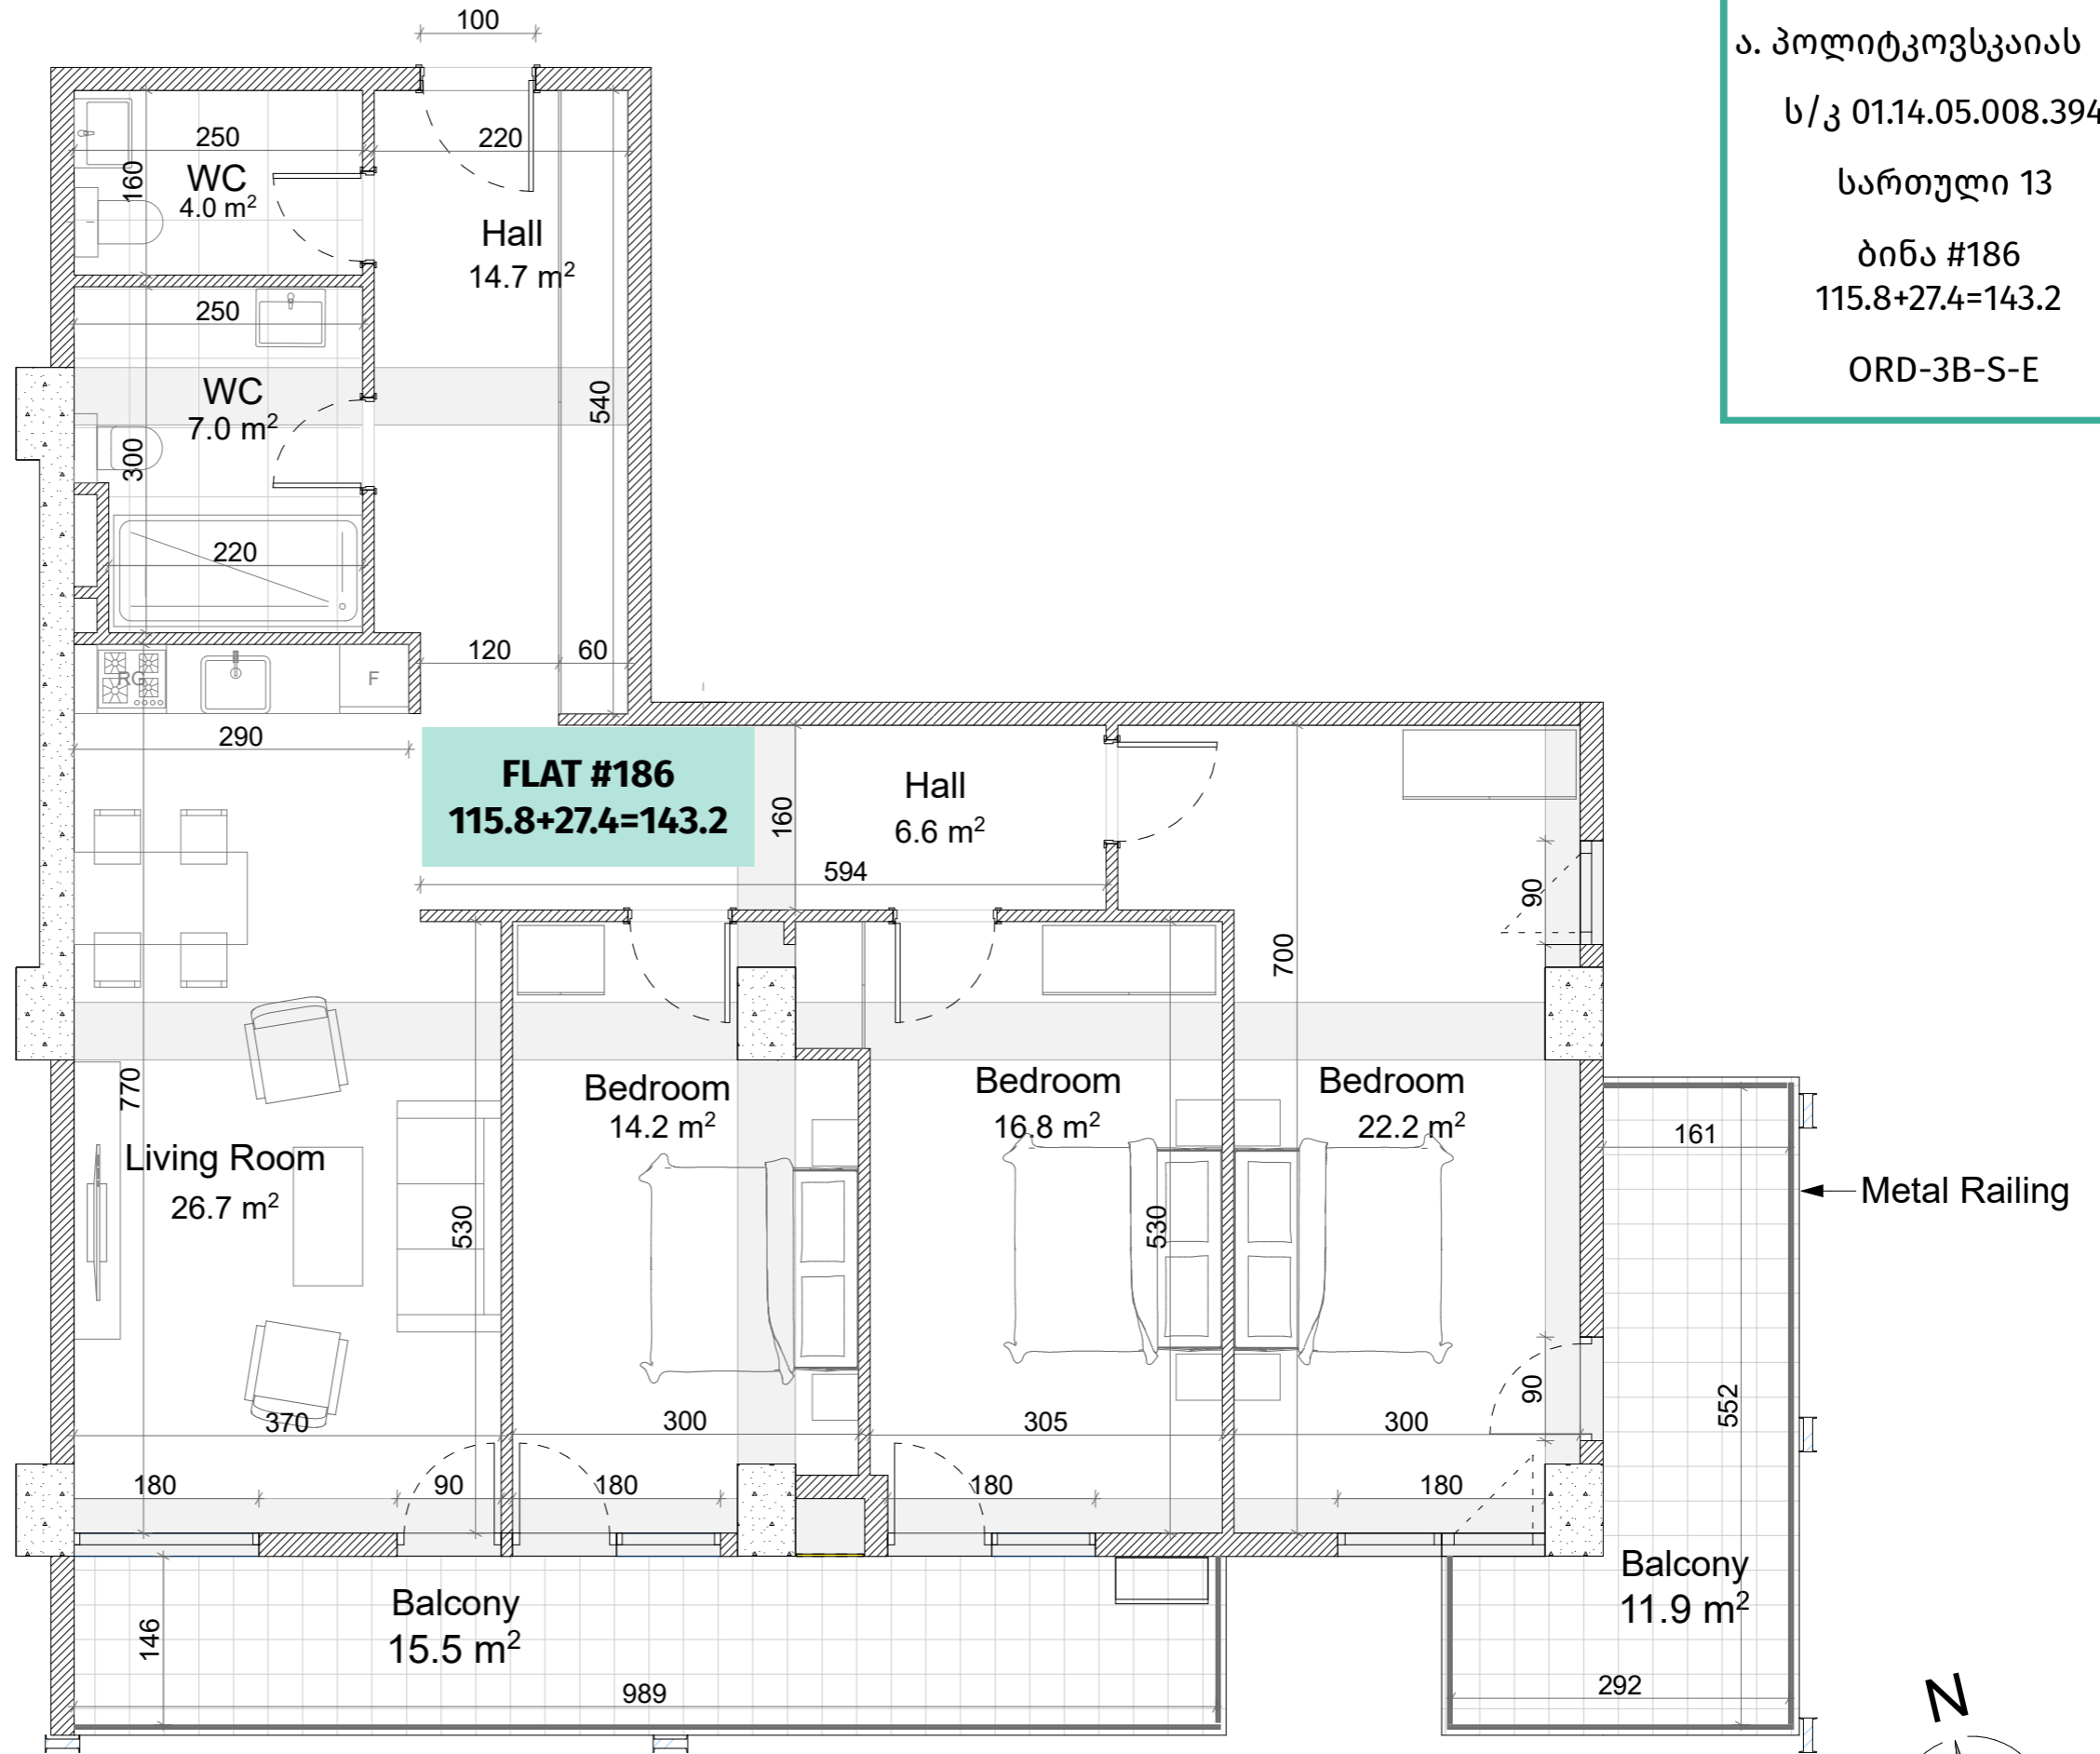 100
ა. პოლიტკოვსკაიას
ს/კ 01.14.05.008.394
სართული 13
ბინა #186
115.8+27.4=143.2
ORD-3B-S-E
250
220
160
WC
4.0 m²
Hall
14.7 m²
250
WC
7.0 m²
300
540
220
120
60
RG
F
290
FLAT #186
115.8+27.4=143.2
160
Hall
6.6 m²
594
90
700
770
Living Room
26.7 m²
530
Bedroom
14.2 m²
Bedroom
16.8 m²
530
Bedroom
22.2 m²
161
Metal Railing
552
90
370
300
305
300
180
90
180
180
180
Balcony
15.5 m²
146
989
Balcony
11.9 m²
292
N